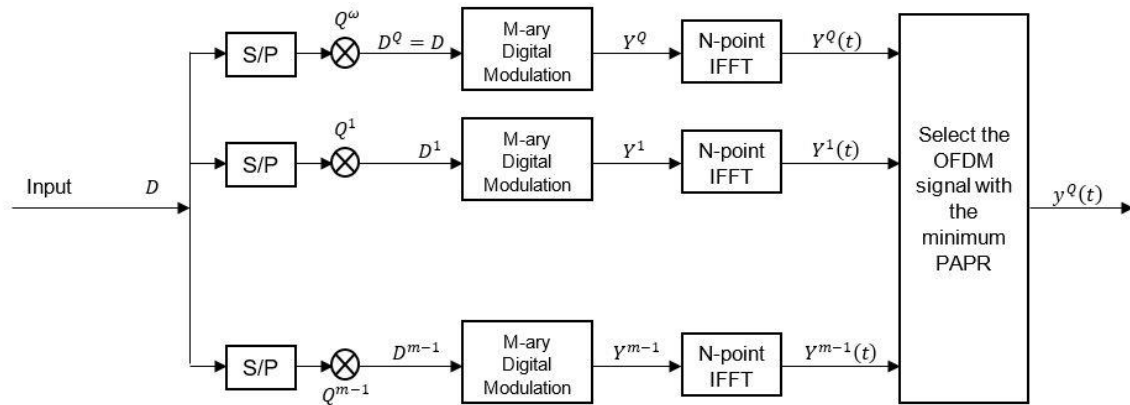 Q^ω
S/P
D^Q = D
M-ary
Digital
Modulation
Y^Q
N-point
IFFT
Y^Q(t)
Q^1
S/P
D^1
M-ary
Digital
Modulation
Y^1
N-point
IFFT
Y^1(t)
Input D
Select the
OFDM
signal with
the
minimum
PAPR
y^Q(t)
S/P
Q^{m-1}
D^{m-1}
M-ary
Digital
Modulation
Y^{m-1}
N-point
IFFT
Y^{m-1}(t)